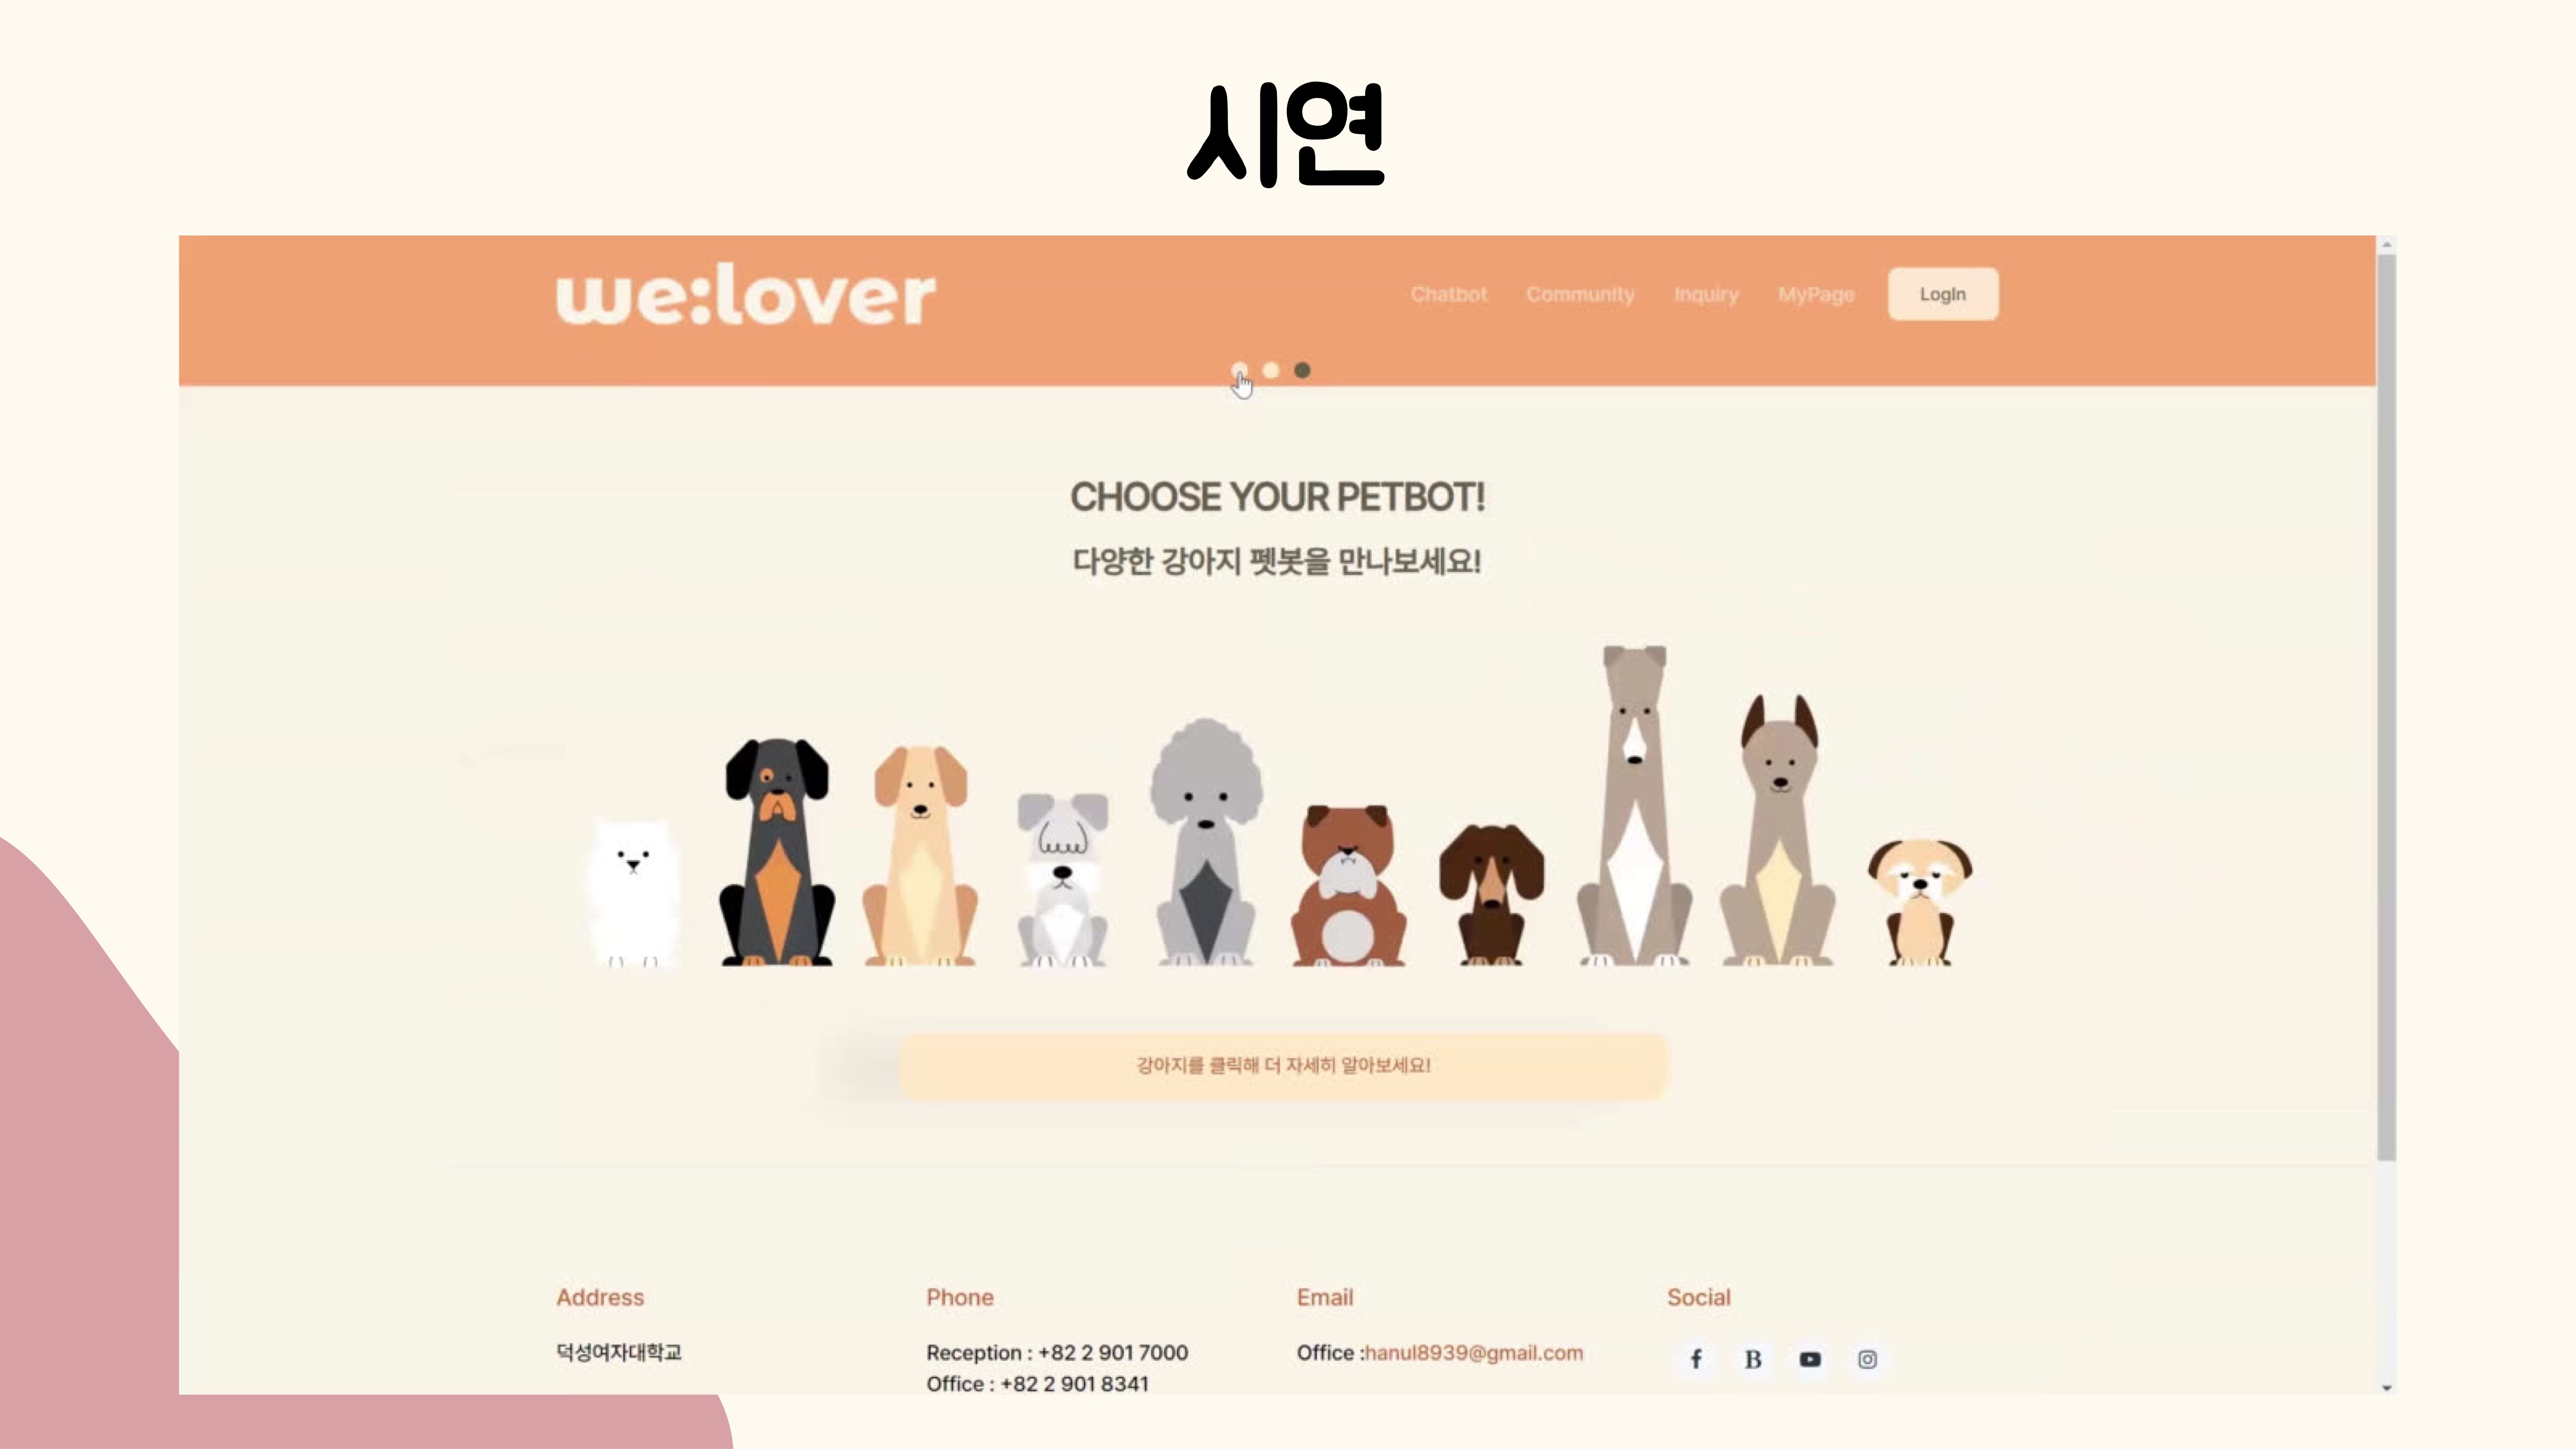 시연
we:lover
Chatbot Community Inquiry MyPage LogIn
CHOOSE YOUR PETBOT!
다양한 강아지 펫봇을 만나보세요!
강아지를 클릭해 더 자세히 알아보세요!
Address Phone Email Social
덕성여자대학교 Reception : +82 2 901 7000 Office :hanul8939@gmail.com
Office : +82 2 901 8341